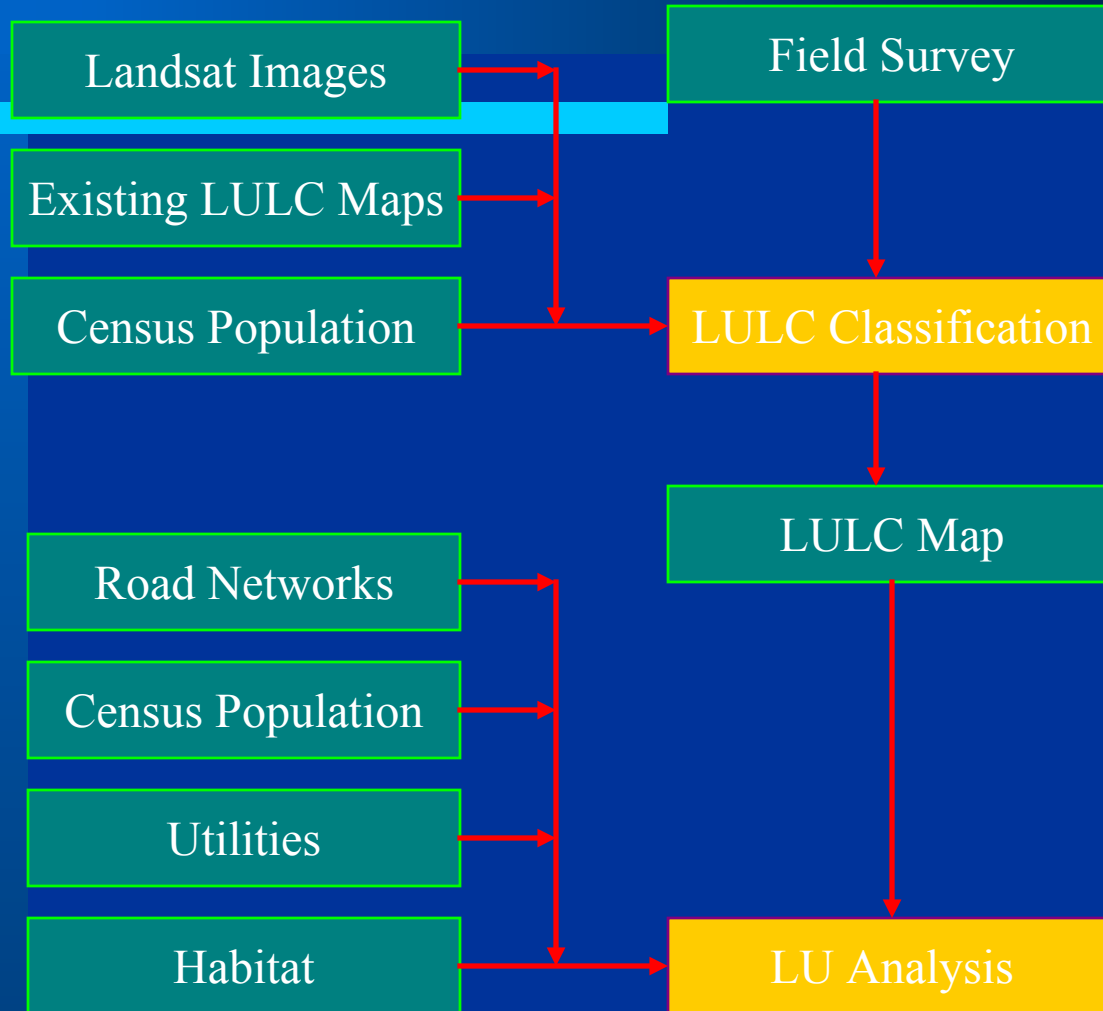 Landsat Images
Field Survey
Existing LULC Maps
Census Population
LULC Classification
LULC Map
Road Networks
Census Population
Utilities
Habitat
LU Analysis